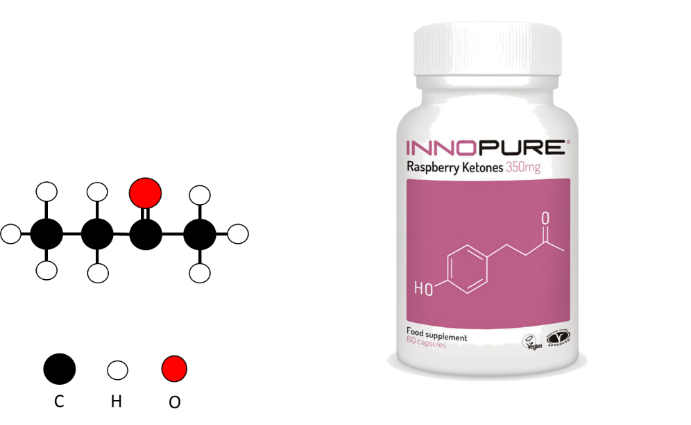 INNOPURE®
Raspberry Ketones 350mg
O
HO
Food supplement
60 capsules
Vegan
C H O